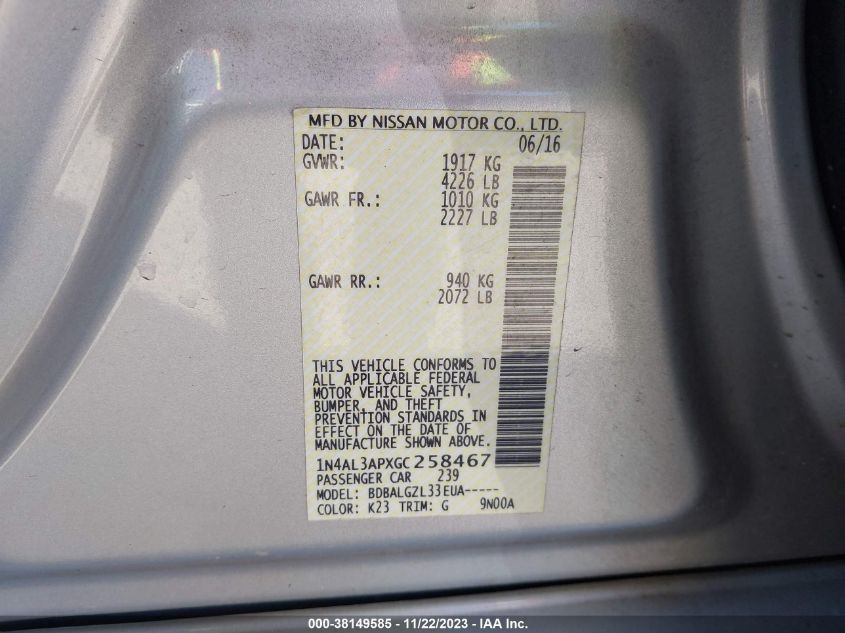 MFD BY NISSAN MOTOR CO., LTD.
DATE: 06/16
GVWR: 1917 KG
4226 LB
GAWR FR.: 1010 KG
2227 LB
GAWR RR.: 940 KG
2072 LB
THIS VEHICLE CONFORMS TO
ALL APPLICABLE FEDERAL
MOTOR VEHICLE SAFETY,
BUMPER, AND THEFT
PREVENTION STANDARDS IN
EFFECT ON THE DATE OF
MANUFACTURE SHOWN ABOVE.
1N4AL3APXGC258467
PASSENGER CAR 239
MODEL: BDBALGZL33EUA-----
COLOR: K23 TRIM: G 9N00A
000-38149585 - 11/22/2023 - IAA Inc.